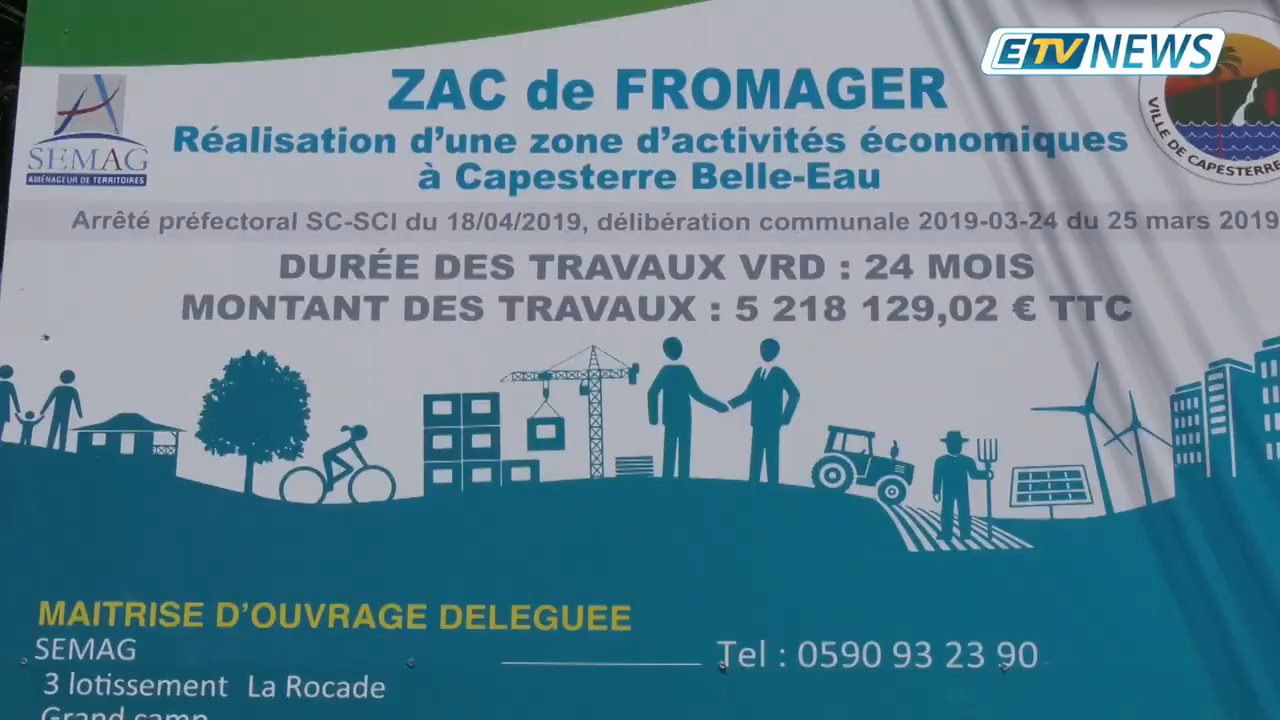 ETV NEWS
SEMAG
AMÉNAGEUR DE TERRITOIRES
ZAC de FROMAGER
Réalisation d'une zone d'activités économiques
à Capesterre Belle-Eau
VILLE DE CAPESTERRE
Arrêté préfectoral SC-SCI du 18/04/2019, délibération communale 2019-03-24 du 25 mars 2019
DURÉE DES TRAVAUX VRD : 24 MOIS
MONTANT DES TRAVAUX : 5 218 129,02 € TTC
MAITRISE D'OUVRAGE DELEGUEE
SEMAG Tel : 0590 93 23 90
3 lotissement La Rocade
Grand camp